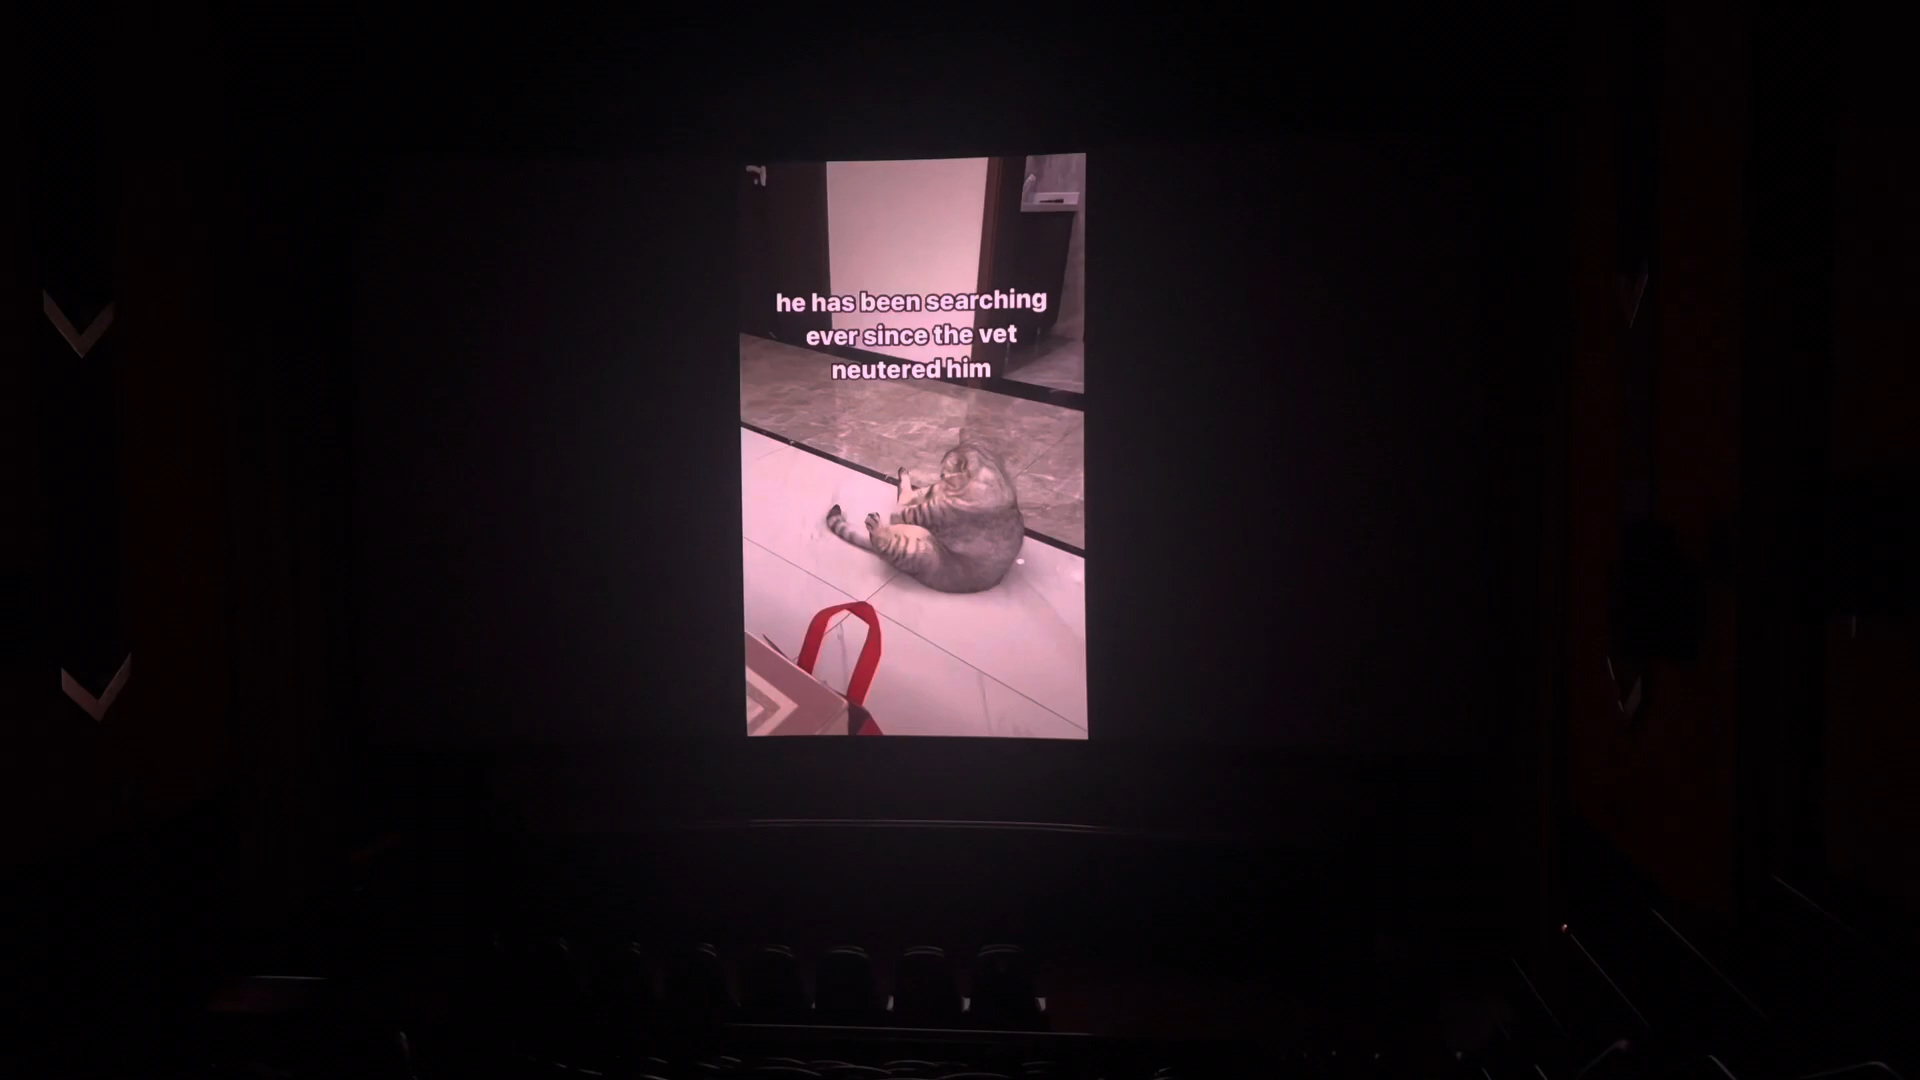 he has been searching
ever since the vet
neutered him